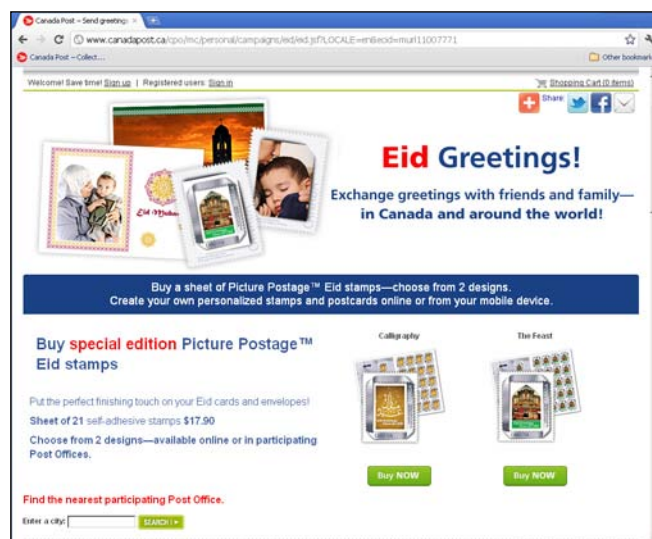 Canada Post – Send greetings
www.canadapost.ca/cpo/mc/personal/campaigns/eid/eid.jsf?LOCALE=en&ecid=murl11007771
Canada Post – Collect...
Other bookmark
Welcome! Save time! Sign up | Registered users: Sign in
Shopping Cart (0 items)
Share:
Eid Greetings!
Exchange greetings with friends and family—
in Canada and around the world!
Buy a sheet of Picture Postage™ Eid stamps—choose from 2 designs.
Create your own personalized stamps and postcards online or from your mobile device.
Buy special edition Picture Postage™
Eid stamps
Put the perfect finishing touch on your Eid cards and envelopes!
Sheet of 21 self-adhesive stamps $17.90
Choose from 2 designs—available online or in participating
Post Offices.
Calligraphy
The Feast
Buy NOW
Buy NOW
Find the nearest participating Post Office.
Enter a city:
SEARCH